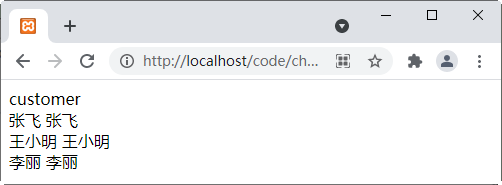 http://localhost/code/ch...
customer
张飞 张飞
王小明 王小明
李丽 李丽